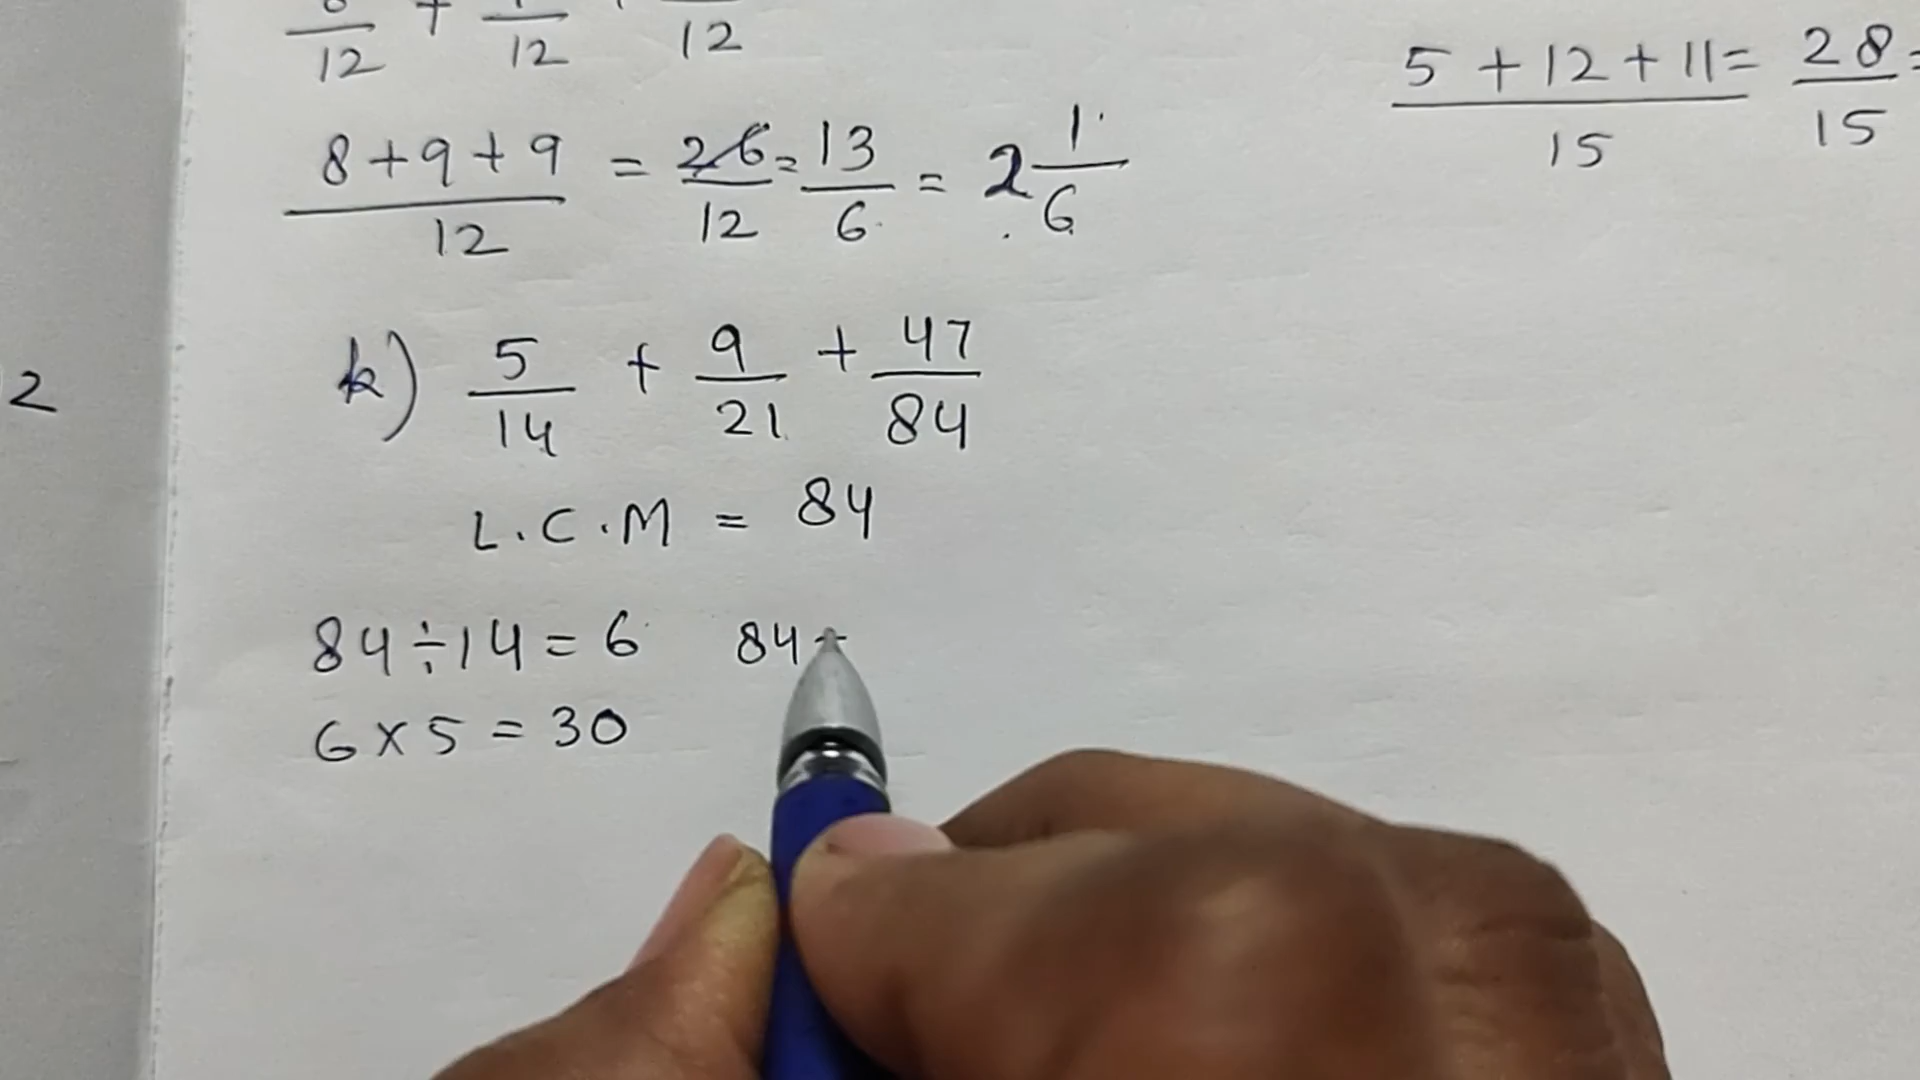 8/12 + /12 + /12
(8+9+9)/12 = 26/12 = 13/6 = 2 1/6
k) 5/14 + 9/21 + 47/84
L.C.M = 84
84÷14 = 6 84÷
6×5 = 30
(5+12+11)/15 = 28/15 =
2